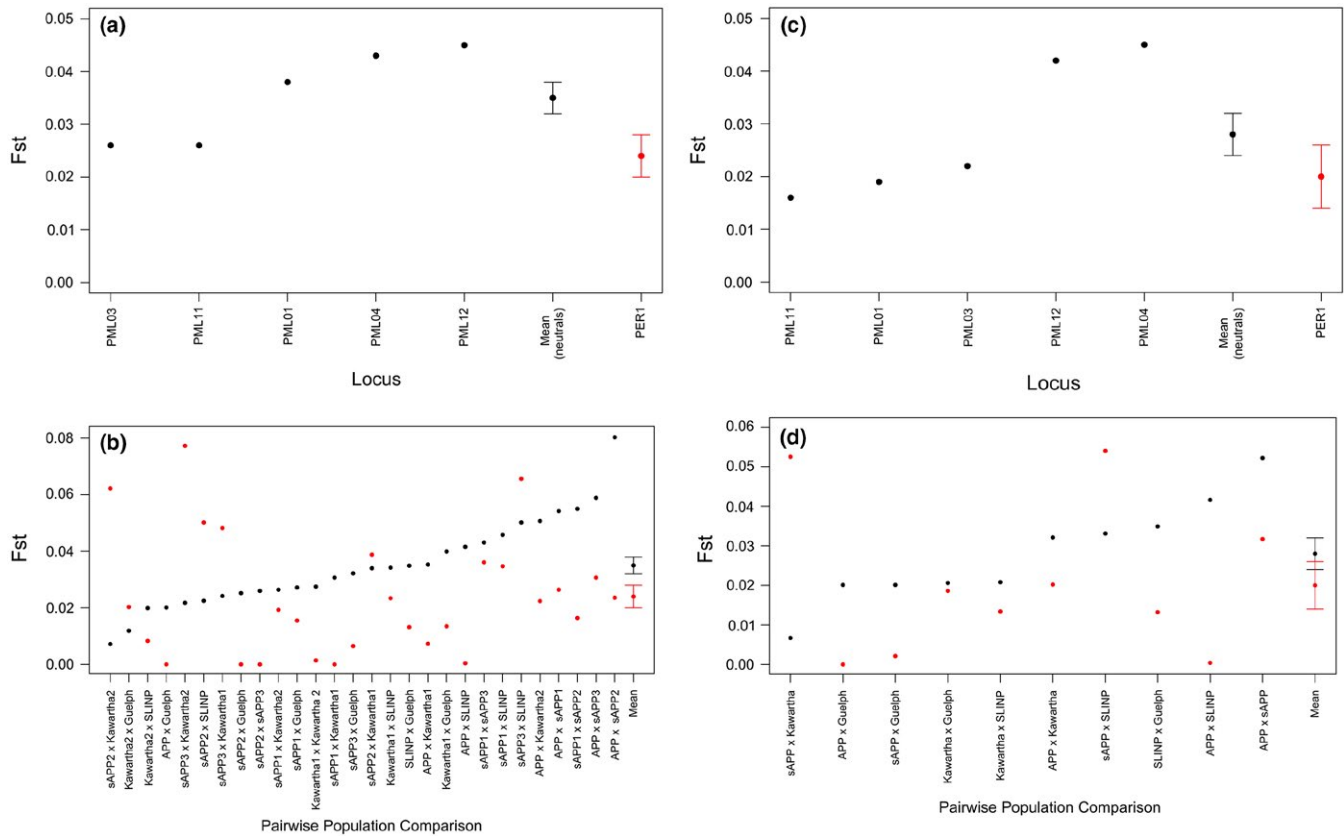 (a)
Fst
0.05
0.04
0.03
0.02
0.01
0.00
PML03
PML11
PML01
PML04
PML12
Mean
(neutrals)
PER1
Locus
(c)
Fst
0.05
0.04
0.03
0.02
0.01
0.00
PML11
PML01
PML03
PML12
PML04
Mean
(neutrals)
PER1
Locus
(b)
Fst
0.08
0.06
0.04
0.02
0.00
sAPP2 x Kawartha2
Kawartha2 x Guelph
Kawartha2 x SLINP
APP x Guelph
sAPP3 x Kawartha2
sAPP2 x SLINP
sAPP3 x Kawartha1
sAPP2 x Guelph
sAPP2 x sAPP3
sAPP1 x Kawartha2
sAPP1 x Guelph
Kawartha1 x Kawartha 2
sAPP1 x Kawartha1
sAPP3 x Guelph
sAPP2 x Kawartha1
Kawartha1 x SLINP
SLINP x Guelph
APP x Kawartha1
Kawartha1 x Guelph
APP x SLINP
sAPP1 x sAPP3
sAPP1 x SLINP
sAPP3 x SLINP
APP x Kawartha2
APP x sAPP1
sAPP1 x sAPP2
APP x sAPP3
APP x sAPP2
Mean
Pairwise Population Comparison
(d)
Fst
0.06
0.05
0.04
0.03
0.02
0.01
0.00
sAPP x Kawartha
APP x Guelph
sAPP x Guelph
Kawartha x Guelph
Kawartha x SLINP
APP x Kawartha
sAPP x SLINP
SLINP x Guelph
APP x SLINP
APP x sAPP
Mean
Pairwise Population Comparison